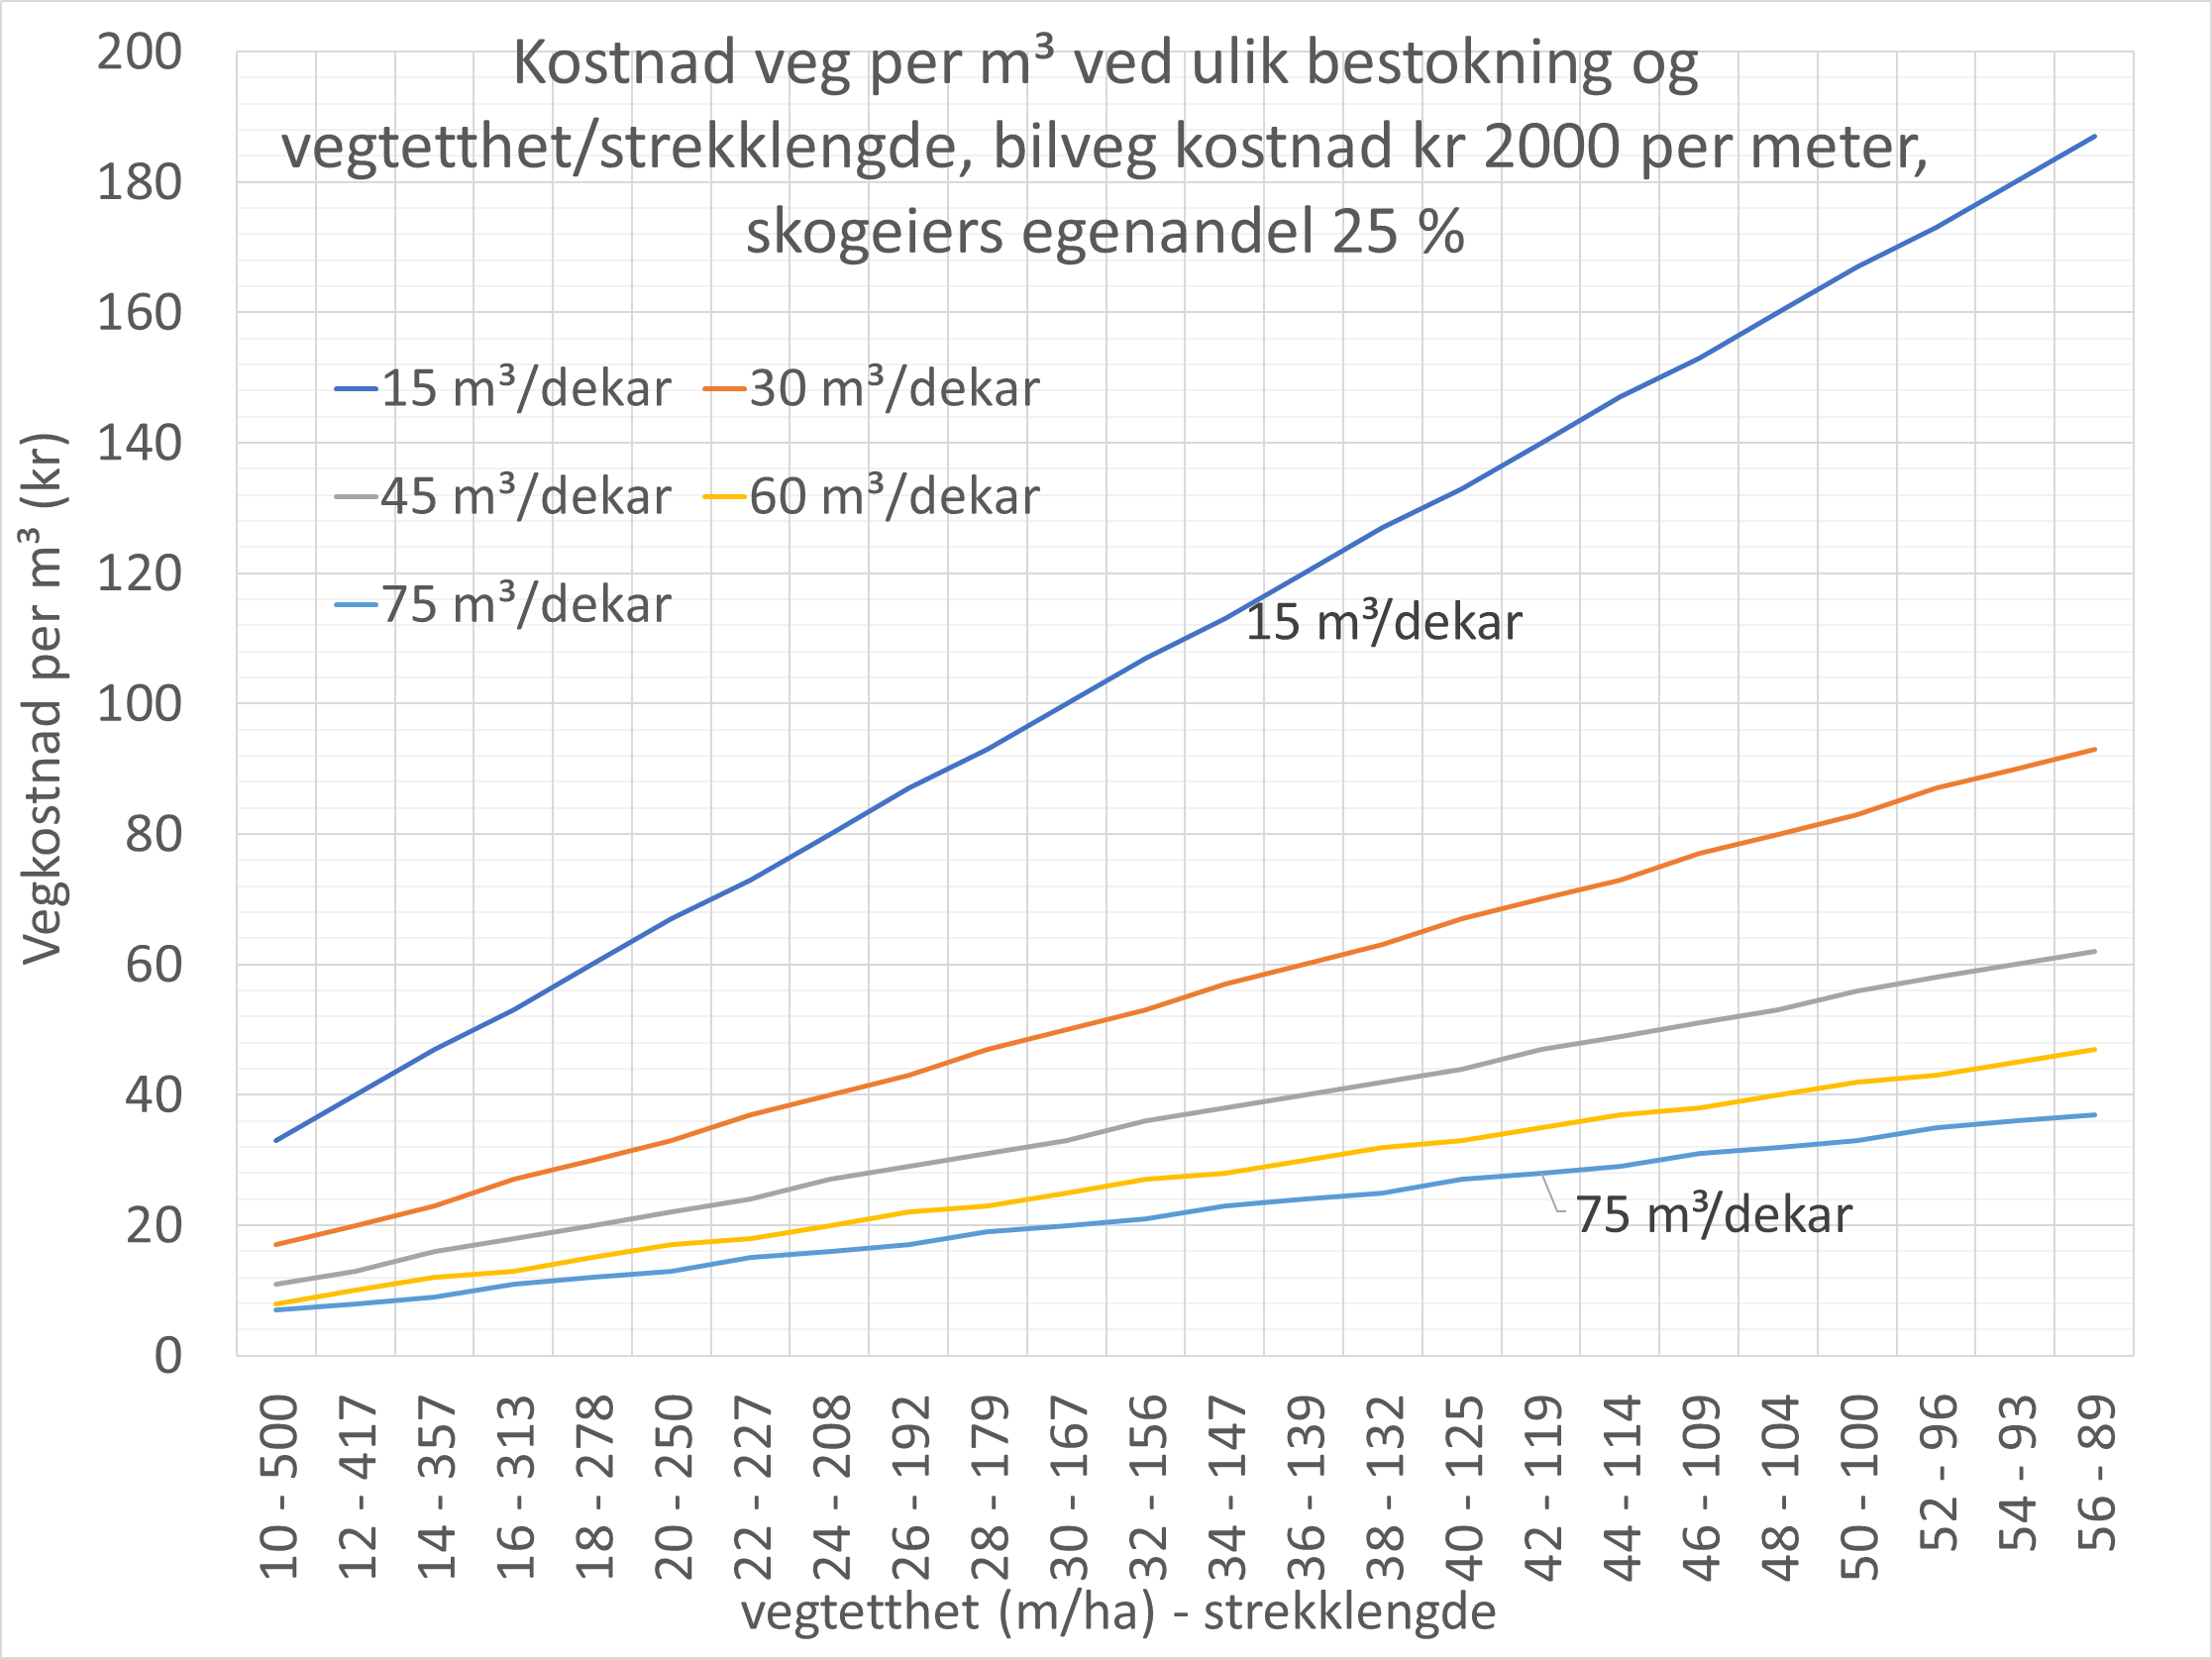 Kostnad veg per m³ ved ulik bestokning og
vegtetthet/strekklengde, bilveg kostnad kr 2000 per meter,
skogeiers egenandel 25 %
200
180
160
140
120
100
80
60
40
20
0
Vegkostnad per m³ (kr)
15 m³/dekar
30 m³/dekar
45 m³/dekar
60 m³/dekar
75 m³/dekar
15 m³/dekar
75 m³/dekar
10 - 500
12 - 417
14 - 357
16 - 313
18 - 278
20 - 250
22 - 227
24 - 208
26 - 192
28 - 179
30 - 167
32 - 156
34 - 147
36 - 139
38 - 132
40 - 125
42 - 119
44 - 114
46 - 109
48 - 104
50 - 100
52 - 96
54 - 93
56 - 89
vegtetthet (m/ha) - strekklengde